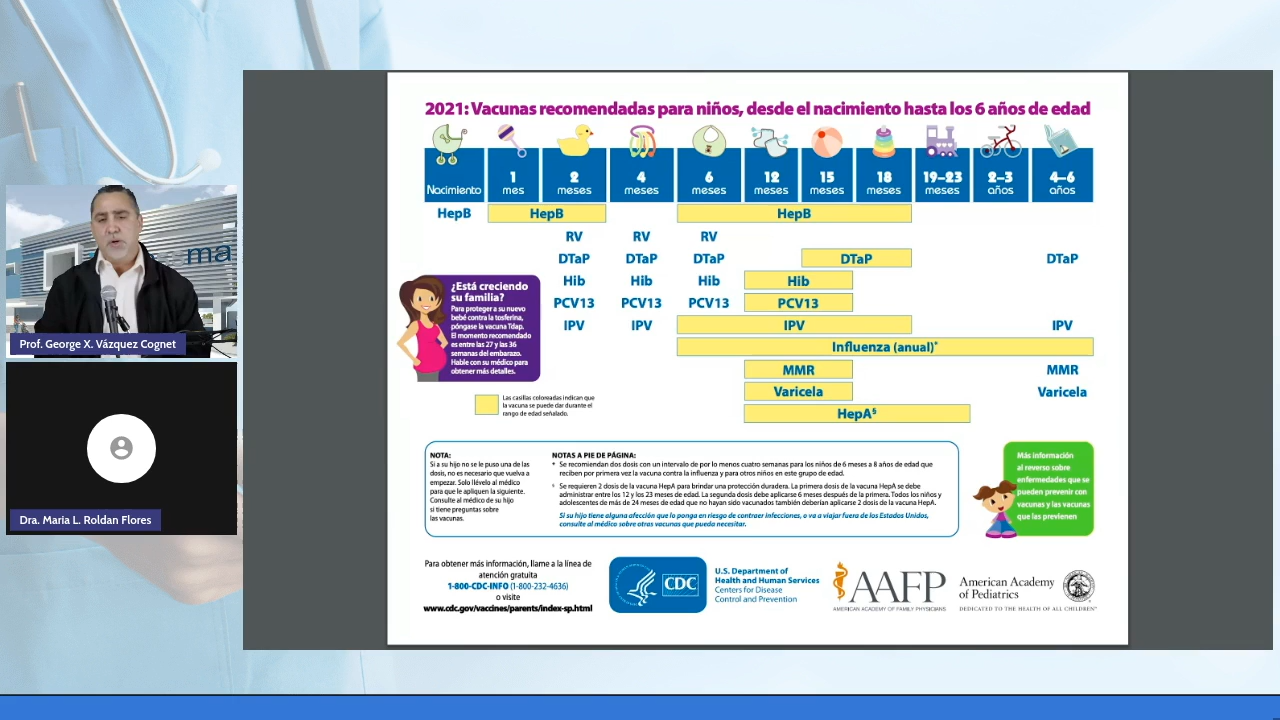 2021: Vacunas recomendadas para niños, desde el nacimiento hasta los 6 años de edad
Nacimiento
1 mes
2 meses
4 meses
6 meses
12 meses
15 meses
18 meses
19–23 meses
2–3 años
4–6 años
HepB HepB HepB
RV RV RV
DTaP DTaP DTaP DTaP DTaP
Hib Hib Hib Hib
PCV13 PCV13 PCV13 PCV13
IPV IPV IPV IPV
Influenza (anual)*
MMR MMR
Varicela Varicela
HepA§
¿Está creciendo
su familia?
Para proteger a su nuevo
bebé contra la tosferina,
póngase la vacuna Tdap.
El momento recomendado
es entre las 27 y las 36
semanas del embarazo.
Hable con su médico para
obtener más detalles.
Las casillas coloreadas indican que
la vacuna se puede dar durante el
rango de edad señalado.
NOTA:
Si a su hijo no se le puso una de las
dosis, no es necesario que vuelva a
empezar. Solo llévelo al médico
para que le apliquen la siguiente.
Consulte al médico de su hijo
si tiene preguntas sobre
las vacunas.
NOTAS A PIE DE PÁGINA:
* Se recomiendan dos dosis con un intervalo de por lo menos cuatro semanas para los niños de 6 meses a 8 años de edad que
reciben por primera vez la vacuna contra la influenza y para otros niños en este grupo de edad.
§ Se requieren 2 dosis de la vacuna HepA para brindar una protección duradera. La primera dosis de la vacuna HepA se debe
administrar entre los 12 y los 23 meses de edad. La segunda dosis debe aplicarse 6 meses después de la primera. Todos los niños y
adolescentes de más de 24 meses de edad que no hayan sido vacunados también deberían aplicarse 2 dosis de la vacuna HepA.
Si su hijo tiene alguna afección que lo ponga en riesgo de contraer infecciones, o va a viajar fuera de los Estados Unidos,
consulte al médico sobre otras vacunas que pueda necesitar.
Más información
al reverso sobre
enfermedades que se
pueden prevenir con
vacunas y las vacunas
que las previenen
Para obtener más información, llame a la línea de
atención gratuita
1-800-CDC-INFO (1-800-232-4636)
o visite
www.cdc.gov/vaccines/parents/index-sp.html
CDC
U.S. Department of
Health and Human Services
Centers for Disease
Control and Prevention
AAFP
AMERICAN ACADEMY OF FAMILY PHYSICIANS
American Academy
of Pediatrics
DEDICATED TO THE HEALTH OF ALL CHILDREN™
ma
Prof. George X. Vázquez Cognet
Dra. Maria L. Roldan Flores